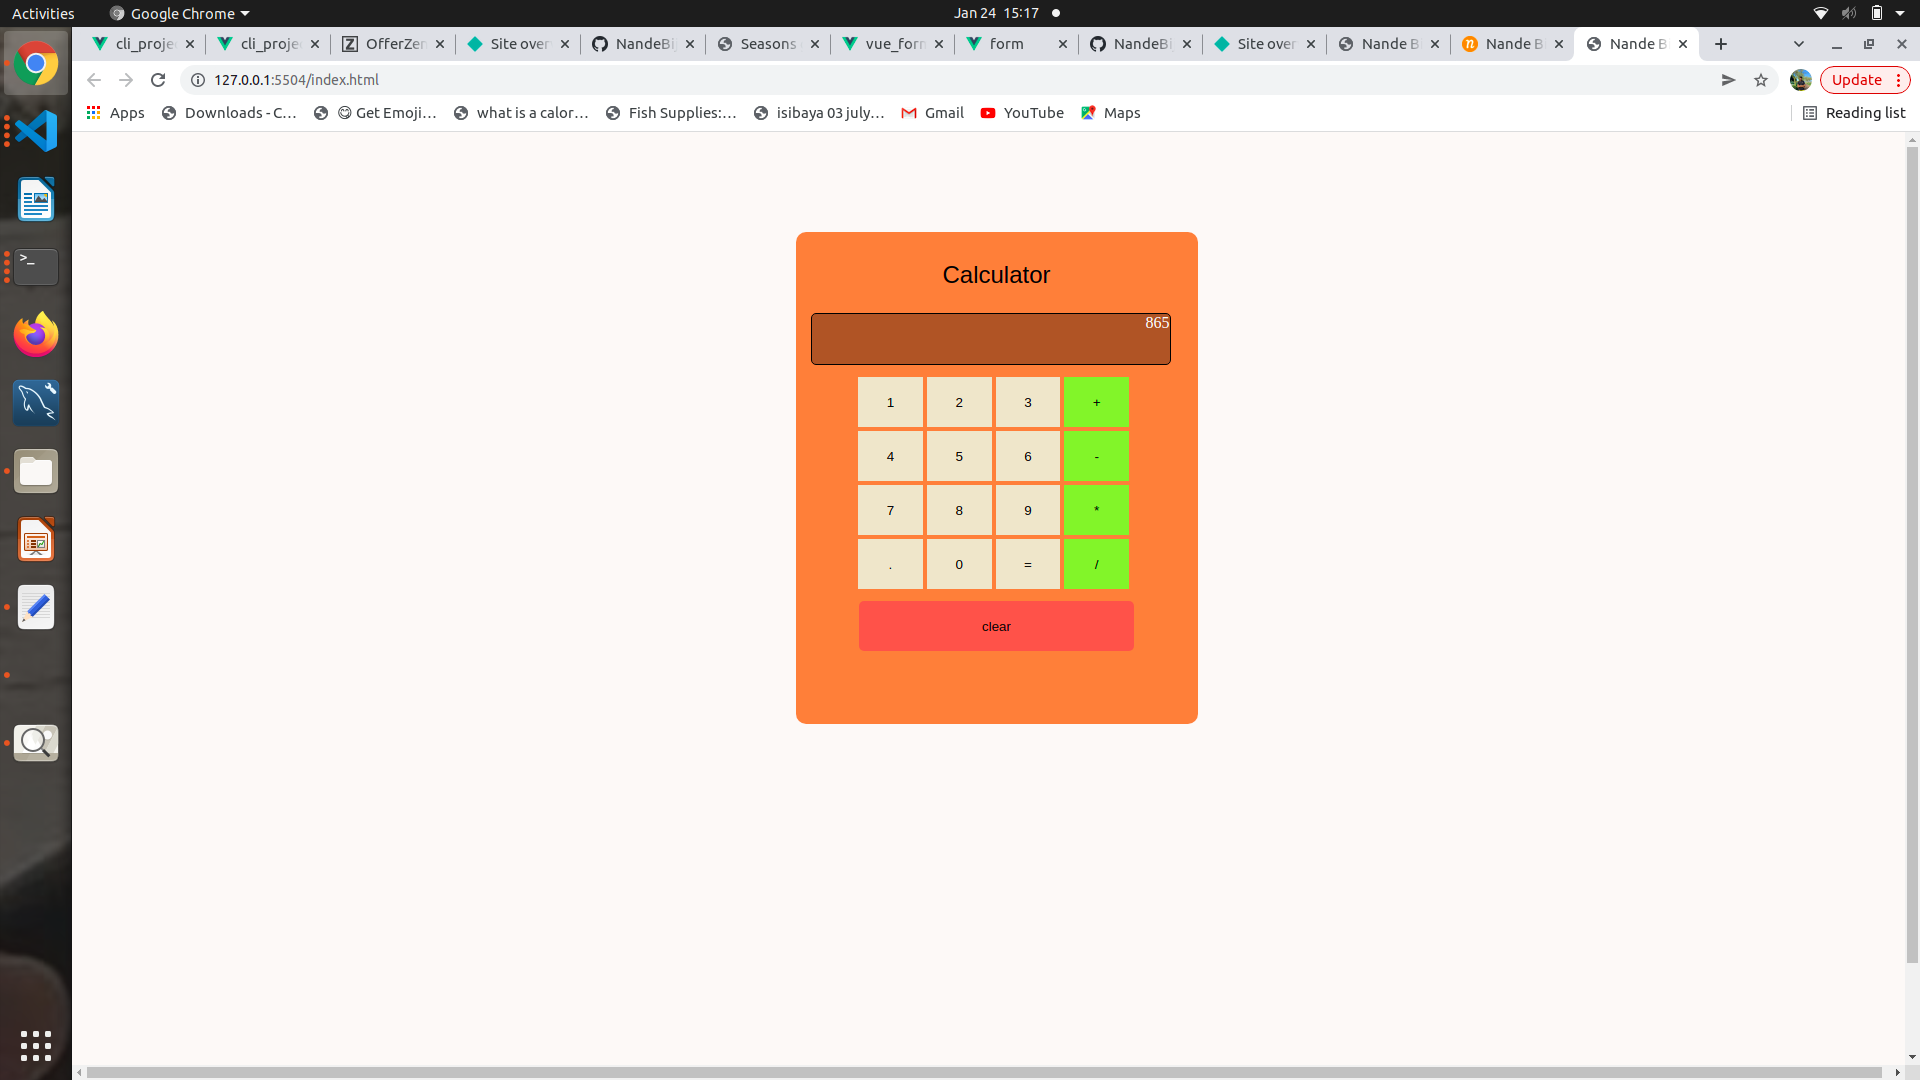 Activities
Google Chrome
Jan 24 15:17
cli_proje
cli_proje
OfferZen
Site over
NandeBi
Seasons
vue_form
form
NandeBi
Site over
Nande B
Nande B
Nande B
127.0.0.1:5504/index.html
Update
Apps
Downloads - C...
😋 Get Emoji...
what is a calor...
Fish Supplies:...
isibaya 03 july...
Gmail
YouTube
Maps
Reading list
Calculator
865
1 2 3 +
4 5 6 -
7 8 9 *
. 0 = /
clear